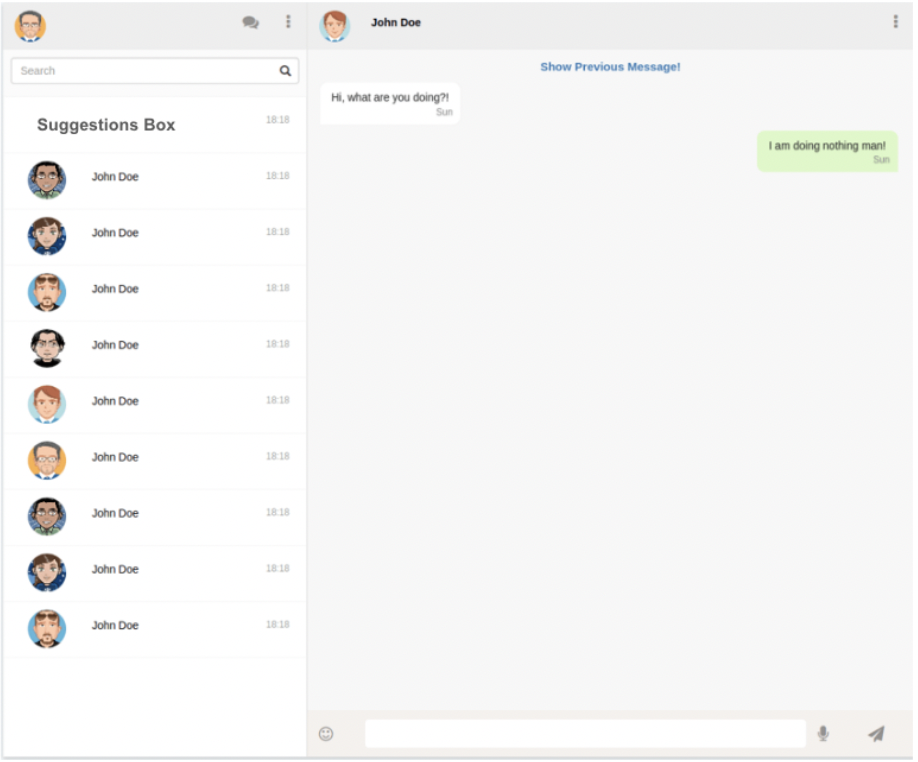 John Doe
Search
Show Previous Message!
Hi, what are you doing?!
Sun
I am doing nothing man!
Sun
Suggestions Box 18:18
John Doe 18:18
John Doe 18:18
John Doe 18:18
John Doe 18:18
John Doe 18:18
John Doe 18:18
John Doe 18:18
John Doe 18:18
John Doe 18:18